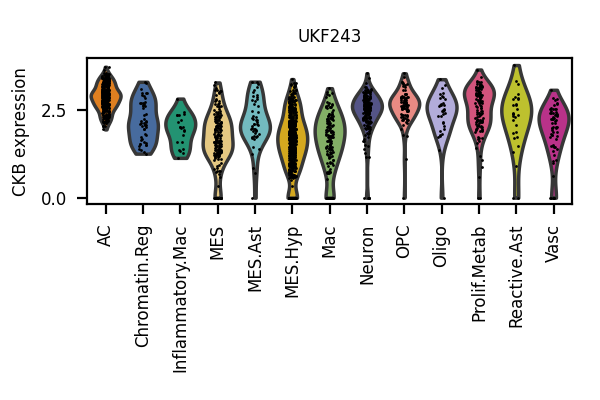 UKF243
CKB expression
2.5
0.0
AC
Chromatin.Reg
Inflammatory.Mac
MES
MES.Ast
MES.Hyp
Mac
Neuron
OPC
Oligo
Prolif.Metab
Reactive.Ast
Vasc